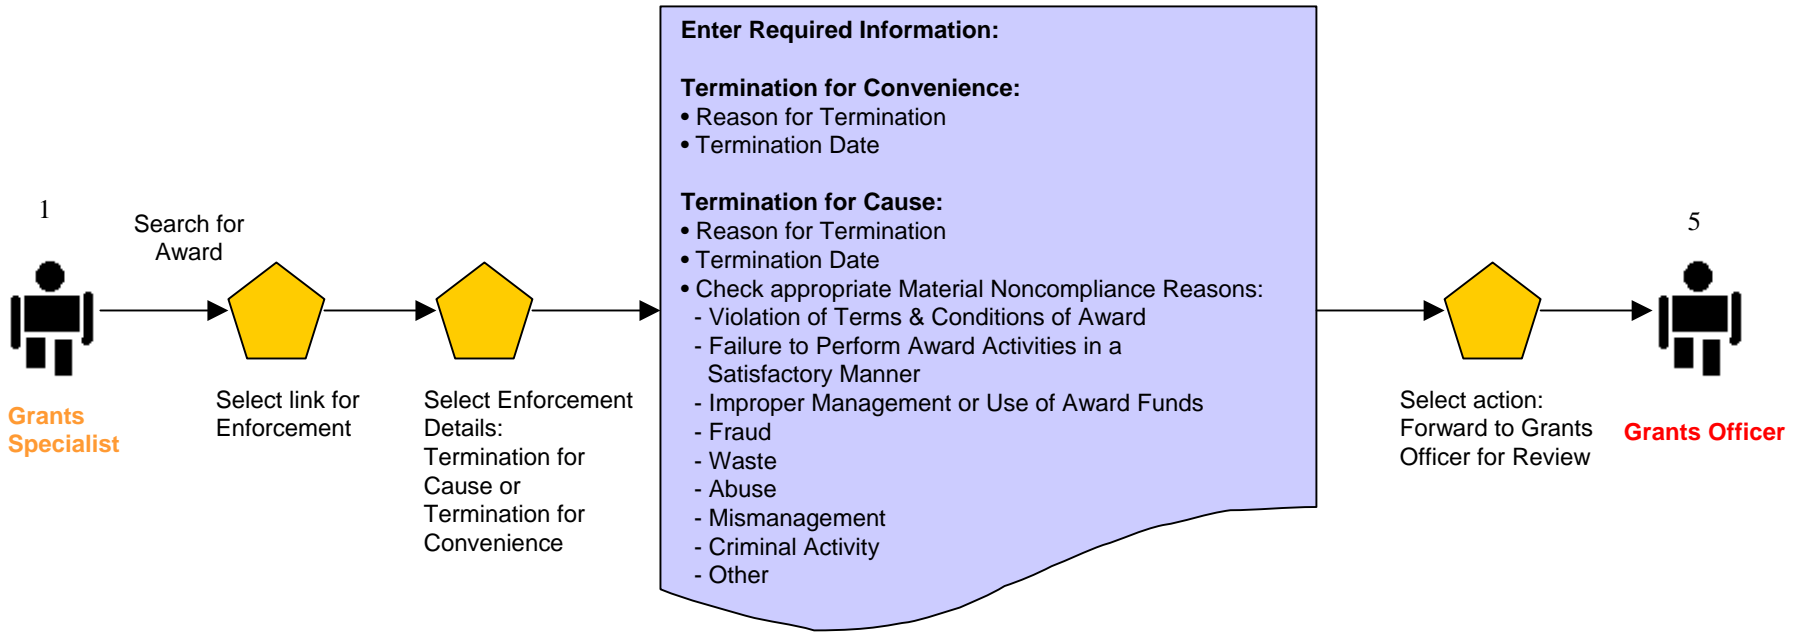 1
Search for
Award
Grants
Specialist
Select link for
Enforcement
Select Enforcement
Details:
Termination for
Cause or
Termination for
Convenience
Enter Required Information:
Termination for Convenience:
• Reason for Termination
• Termination Date
Termination for Cause:
• Reason for Termination
• Termination Date
• Check appropriate Material Noncompliance Reasons:
- Violation of Terms & Conditions of Award
- Failure to Perform Award Activities in a
Satisfactory Manner
- Improper Management or Use of Award Funds
- Fraud
- Waste
- Abuse
- Mismanagement
- Criminal Activity
- Other
Select action:
Forward to Grants
Officer for Review
5
Grants Officer